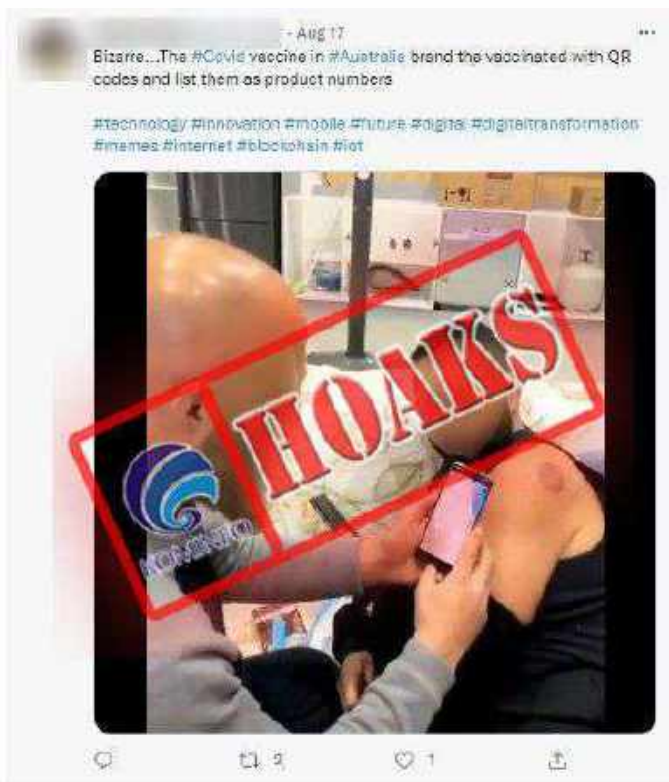 - Aug 17
Bizarre...The #Covid vaccine in #Australia brand the vaccinated with QR
codes and list them as product numbers
#technology #innovation #mobile #future #digital #digitaltransformation
#memes #internet #blockchain #iot
HOAKS
KOMINFO
2
1